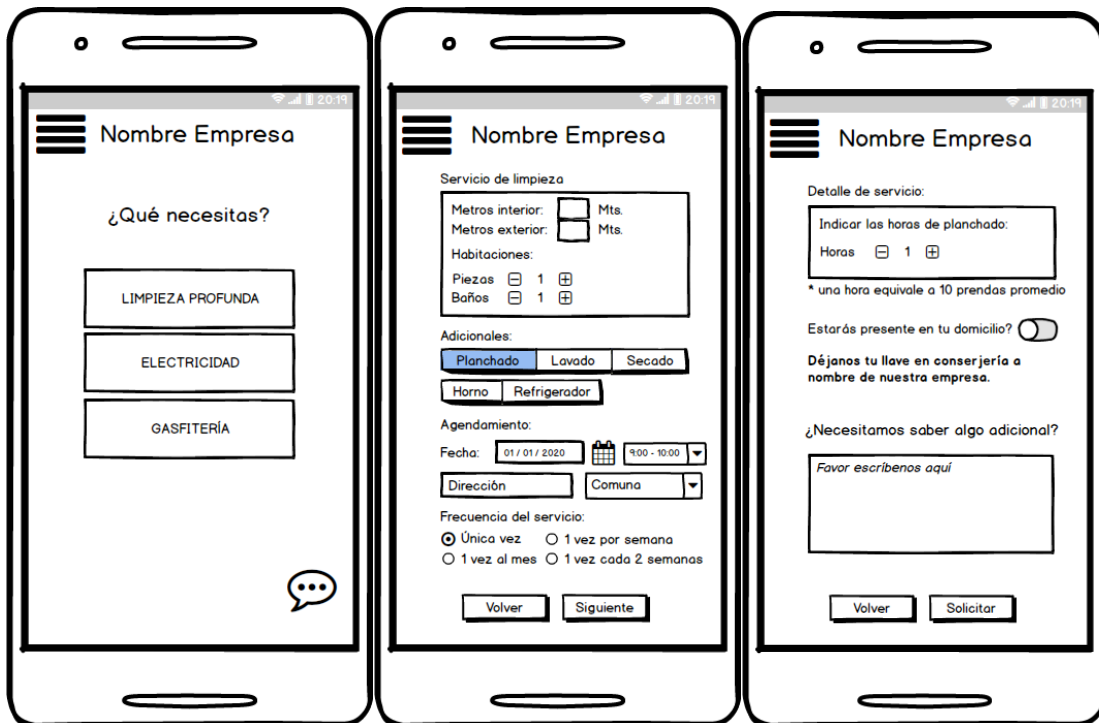 20:19
Nombre Empresa
¿Qué necesitas?
LIMPIEZA PROFUNDA
ELECTRICIDAD
GASFITERÍA
20:19
Nombre Empresa
Servicio de limpieza
Metros interior: Mts.
Metros exterior: Mts.
Habitaciones:
Piezas 1
Baños 1
Adicionales:
Planchado Lavado Secado
Horno Refrigerador
Agendamiento:
Fecha: 01 / 01 / 2020 9:00 - 10:00
Dirección Comuna
Frecuencia del servicio:
Única vez 1 vez por semana
1 vez al mes 1 vez cada 2 semanas
Volver Siguiente
20:19
Nombre Empresa
Detalle de servicio:
Indicar las horas de planchado:
Horas 1
* una hora equivale a 10 prendas promedio
Estarás presente en tu domicilio?
Déjanos tu llave en conserjería a
nombre de nuestra empresa.
¿Necesitamos saber algo adicional?
Favor escríbenos aquí
Volver Solicitar